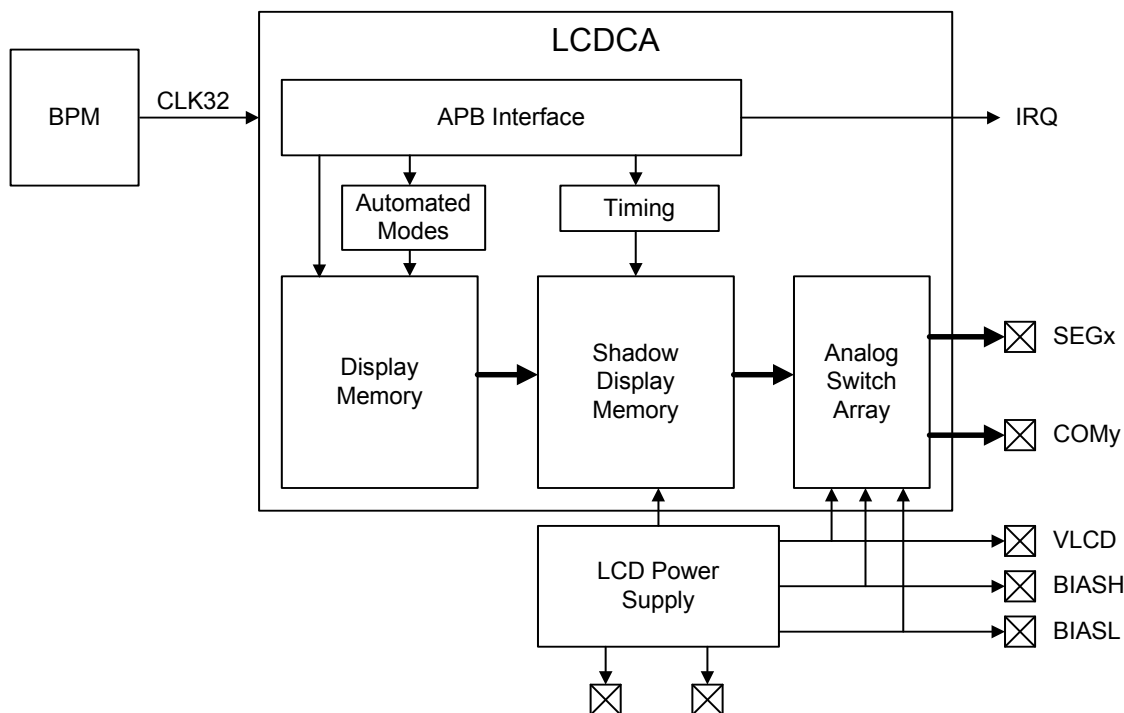 LCDCA
BPM
CLK32
APB Interface
IRQ
Automated
Modes
Timing
Display
Memory
Shadow
Display
Memory
Analog
Switch
Array
SEGx
COMy
LCD Power
Supply
VLCD
BIASH
BIASL